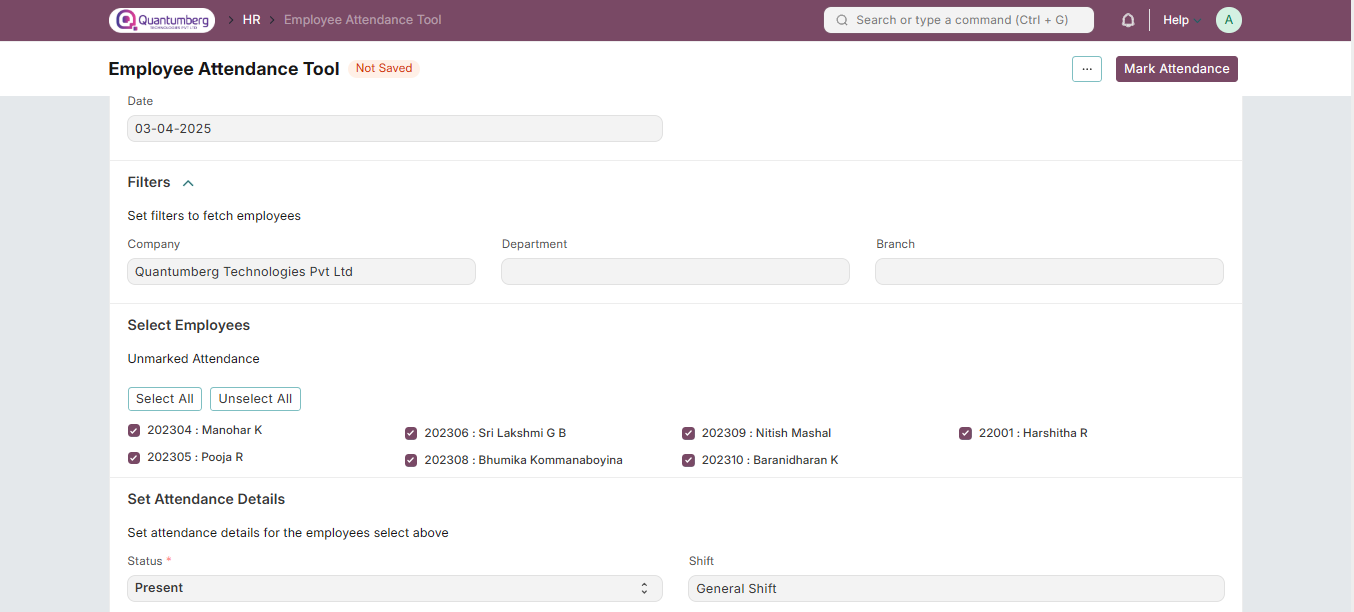 Quantumberg
TECHNOLOGIES PVT LTD
HR
Employee Attendance Tool
Search or type a command (Ctrl + G)
Help
A
Employee Attendance Tool
Not Saved
···
Mark Attendance
Date
03-04-2025
Filters
Set filters to fetch employees
Company
Department
Branch
Quantumberg Technologies Pvt Ltd
Select Employees
Unmarked Attendance
Select All
Unselect All
202304 : Manohar K
202306 : Sri Lakshmi G B
202309 : Nitish Mashal
22001 : Harshitha R
202305 : Pooja R
202308 : Bhumika Kommanaboyina
202310 : Baranidharan K
Set Attendance Details
Set attendance details for the employees select above
Status *
Shift
Present
General Shift